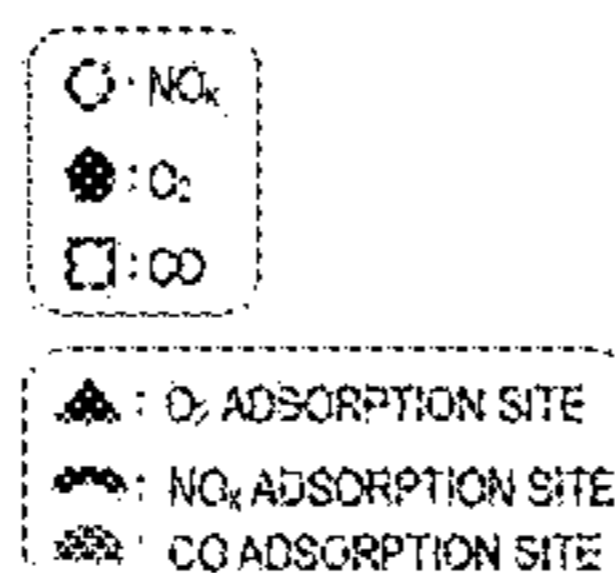 : NOx
: O2
: CO
: O2 ADSORPTION SITE
: NOx ADSORPTION SITE
: CO ADSORPTION SITE